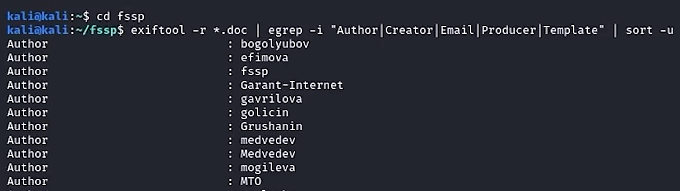 kali@kali:~$ cd fssp
kali@kali:~/fssp$ exiftool -r *.doc | egrep -i "Author|Creator|Email|Producer|Template" | sort -u
Author : bogolyubov
Author : efimova
Author : fssp
Author : Garant-Internet
Author : gavrilova
Author : golicin
Author : Grushanin
Author : medvedev
Author : Medvedev
Author : mogileva
Author : MTO